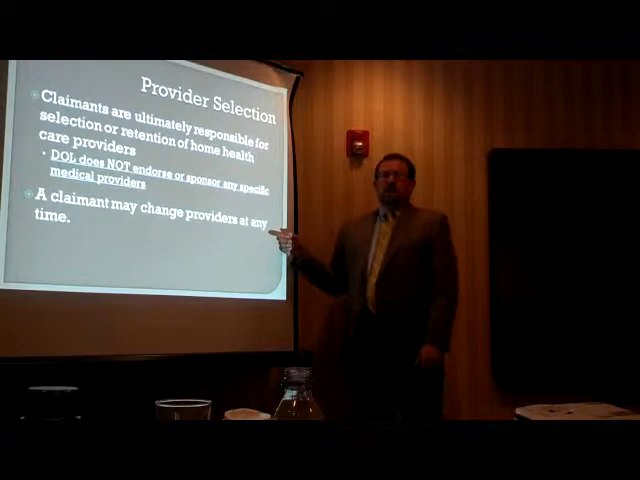 Provider Selection
Claimants are ultimately responsible for
selection or retention of home health
care providers
DOL does NOT endorse or sponsor any specific
medical providers
A claimant may change providers at any
time.